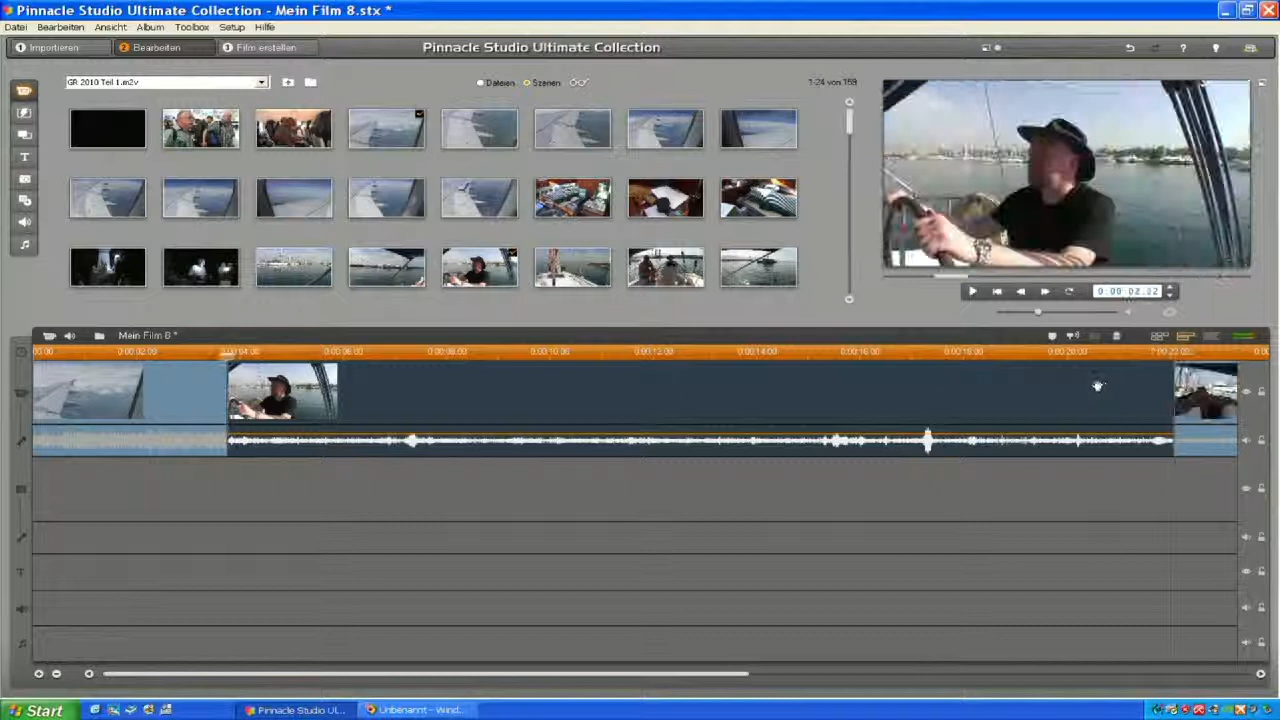 Pinnacle Studio Ultimate Collection - Mein Film 8.stx *
Datei Bearbeiten Ansicht Album Toolbox Setup Hilfe
1 Importieren 2 Bearbeiten 3 Film erstellen Pinnacle Studio Ultimate Collection
GR 2010 Teil 1.m2v Dateien Szenen 1-24 von 159
0:00:02.02
Mein Film 8 *
0:00:02:00 0:00:04:00 0:00:06:00 0:00:08:00 0:00:10:00 0:00:12:00 0:00:14:00 0:00:16:00 0:00:18:00 0:00:20:00 0:00:22:00
Start Pinnacle Studio Ul... Unbenannt - Wind...